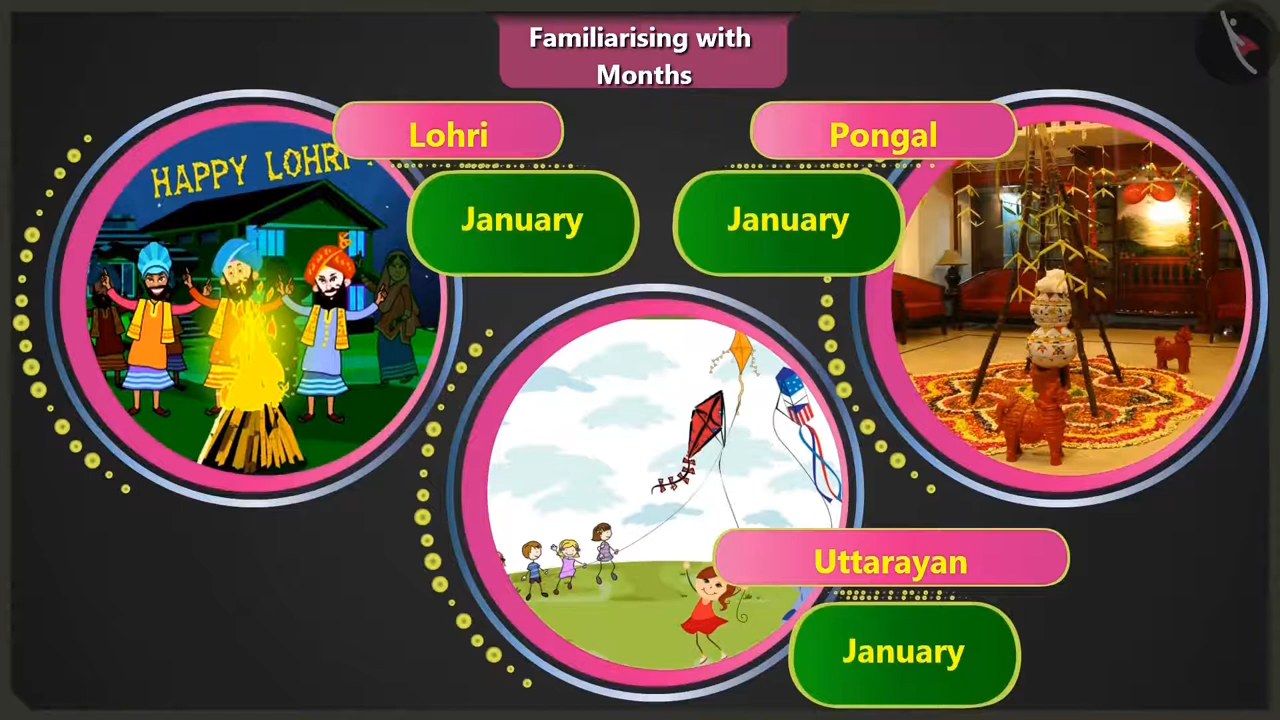 Familiarising with
Months
Lohri
Pongal
HAPPY LOHRI
January
January
Uttarayan
January